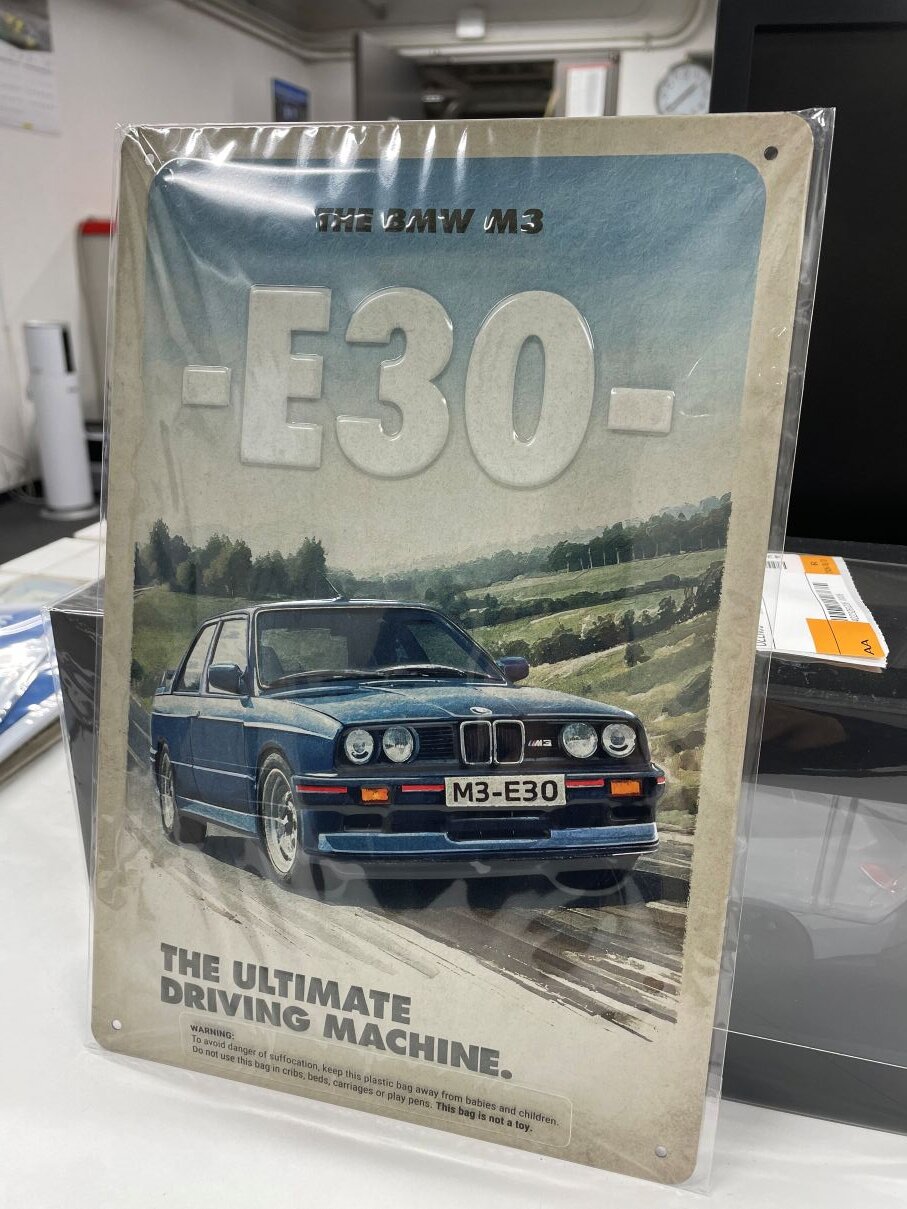 THE BMW M3
-E30-
M3
M3-E30
THE ULTIMATE
DRIVING MACHINE.
WARNING:
To avoid danger of suffocation, keep this plastic bag away from babies and children.
Do not use this bag in cribs, beds, carriages or play pens. This bag is not a toy.
AA